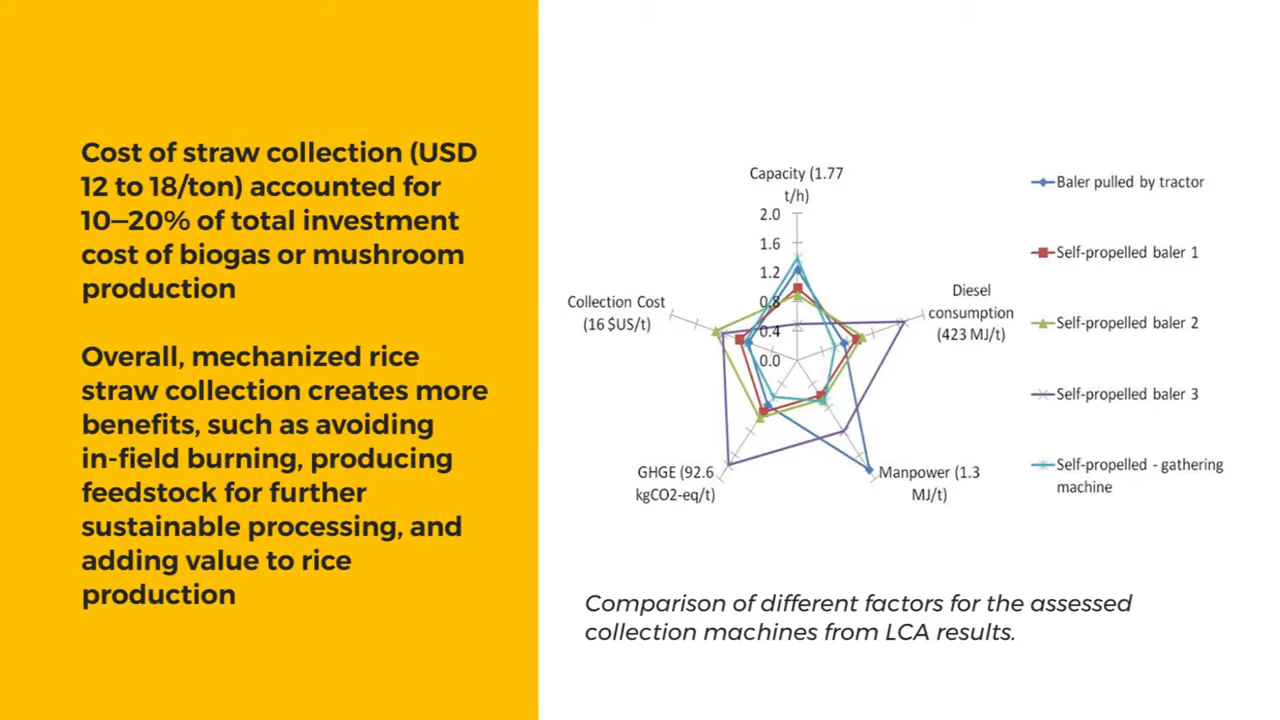 Cost of straw collection (USD
12 to 18/ton) accounted for
10–20% of total investment
cost of biogas or mushroom
production
Overall, mechanized rice
straw collection creates more
benefits, such as avoiding
in-field burning, producing
feedstock for further
sustainable processing, and
adding value to rice
production
Capacity (1.77
t/h)
2.0
1.6
1.2
0.8
0.4
0.0
Diesel
consumption
(423 MJ/t)
Manpower (1.3
MJ/t)
GHGE (92.6
kgCO2-eq/t)
Collection Cost
(16 $US/t)
Baler pulled by tractor
Self-propelled baler 1
Self-propelled baler 2
Self-propelled baler 3
Self-propelled - gathering
machine
Comparison of different factors for the assessed
collection machines from LCA results.